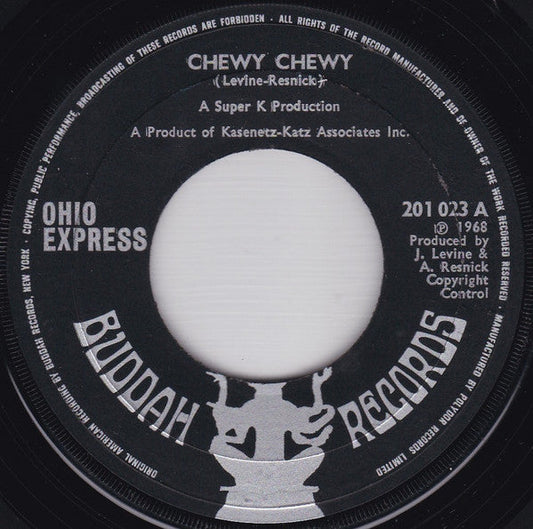 COPYING, PUBLIC PERFORMANCE, BROADCASTING OF THESE RECORDS ARE FORBIDDEN · ALL RIGHTS OF THE RECORD MANUFACTURER AND OF THE OWNER OF THE WORK RECORDED RESERVED · MANUFACTURED BY POLYDOR RECORDS LIMITED
ORIGINAL AMERICAN RECORDING BY BUDDAH RECORDS, NEW YORK ·
CHEWY CHEWY
(Levine-Resnick)
A Super K Production
A Product of Kasenetz-Katz Associates Inc.
OHIO
EXPRESS
201 023 A
℗ 1968
Produced by
J. Levine &
A. Resnick
Copyright
Control
BUDDAH RECORDS